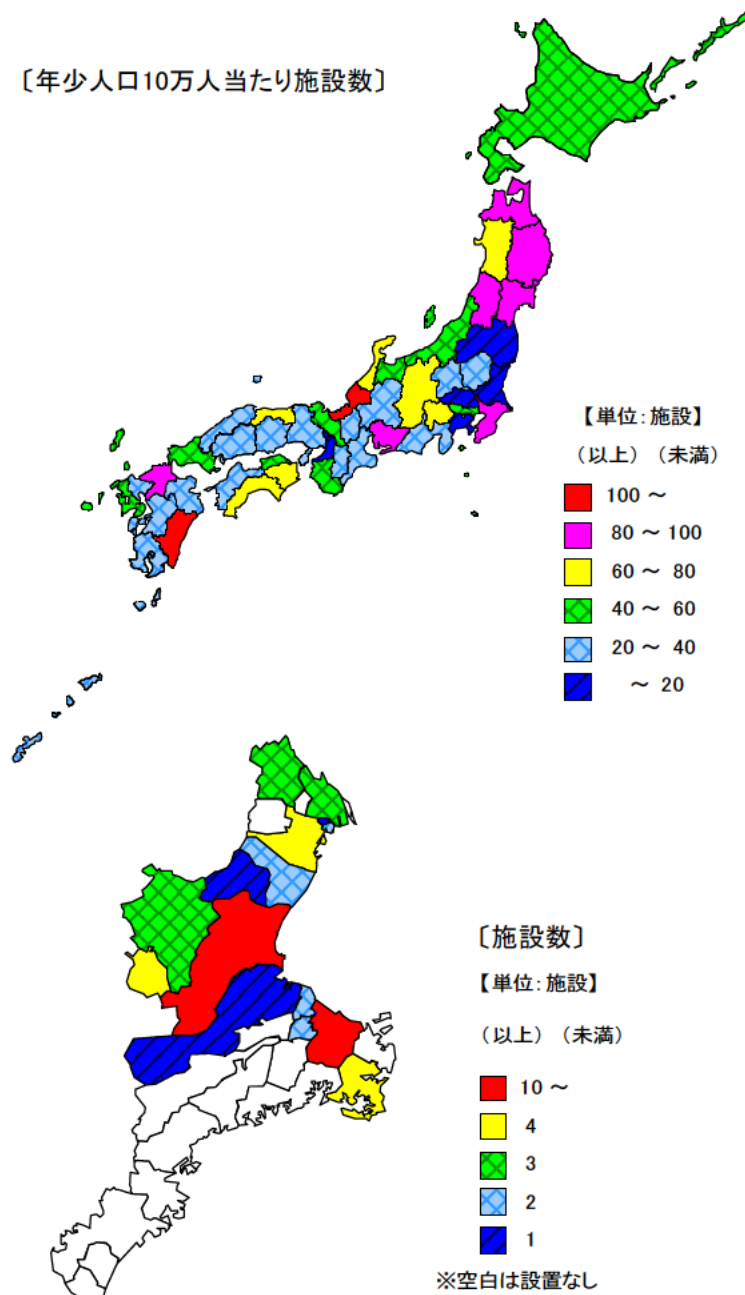 〔年少人口10万人当たり施設数〕
【単位：施設】
（以上）（未満）
100 ～
80 ～ 100
60 ～ 80
40 ～ 60
20 ～ 40
～ 20
〔施設数〕
【単位：施設】
（以上）（未満）
10 ～
4
3
2
1
※空白は設置なし